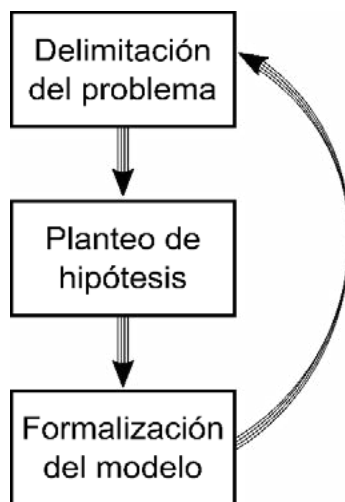 Delimitación
del problema
Planteo de
hipótesis
Formalización
del modelo